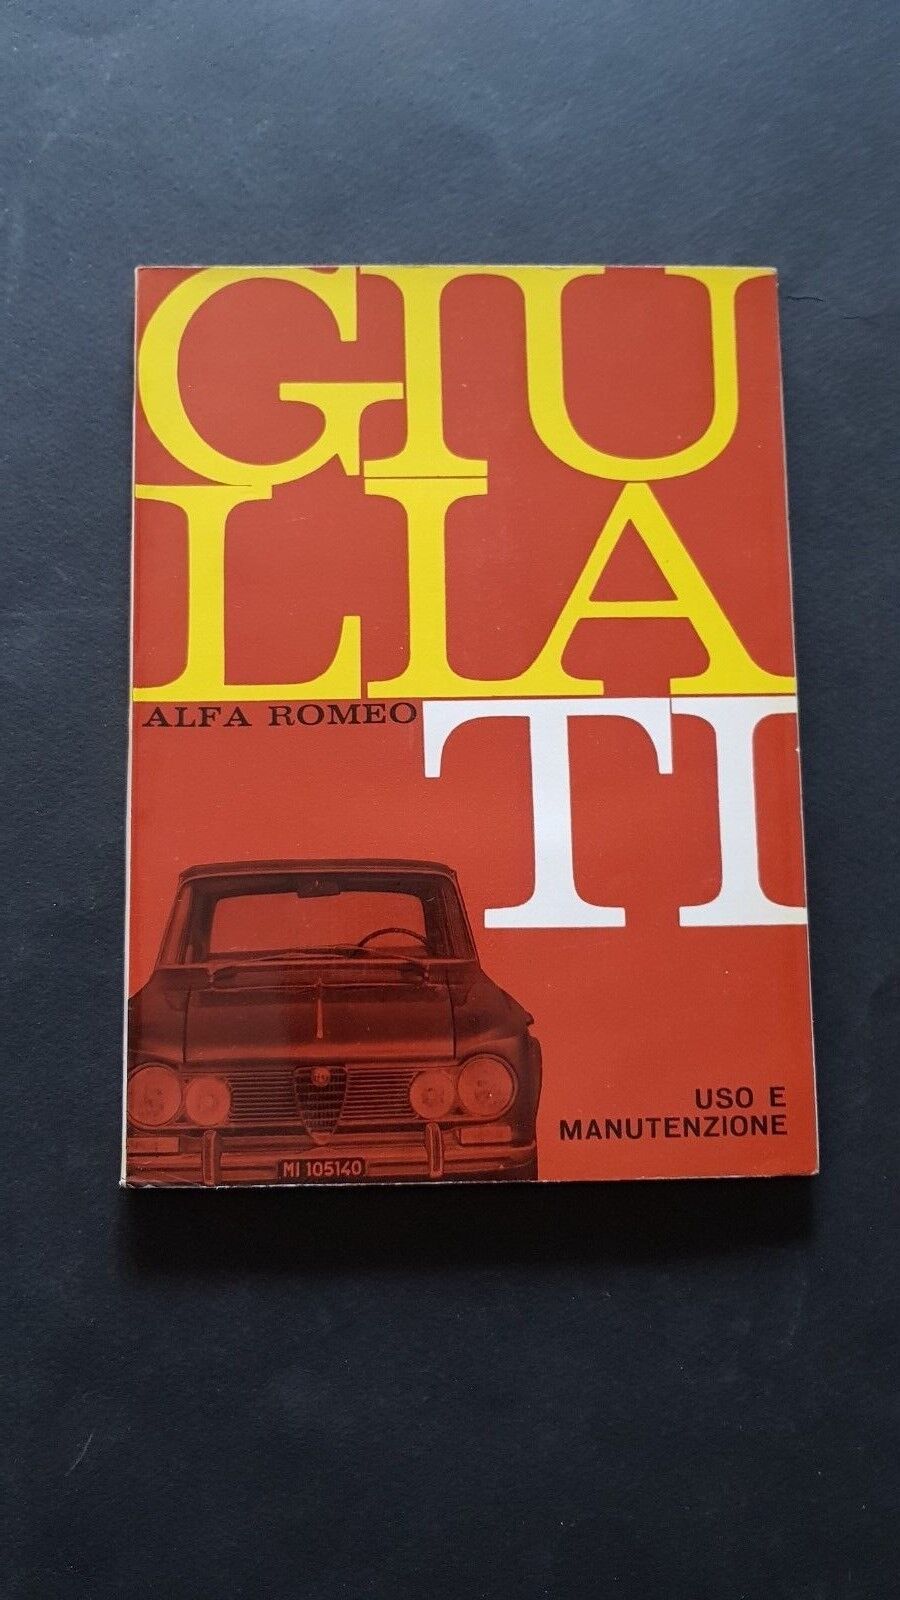 GIU
LIA
ALFA ROMEO
TI
USO E
MANUTENZIONE
MI 105140